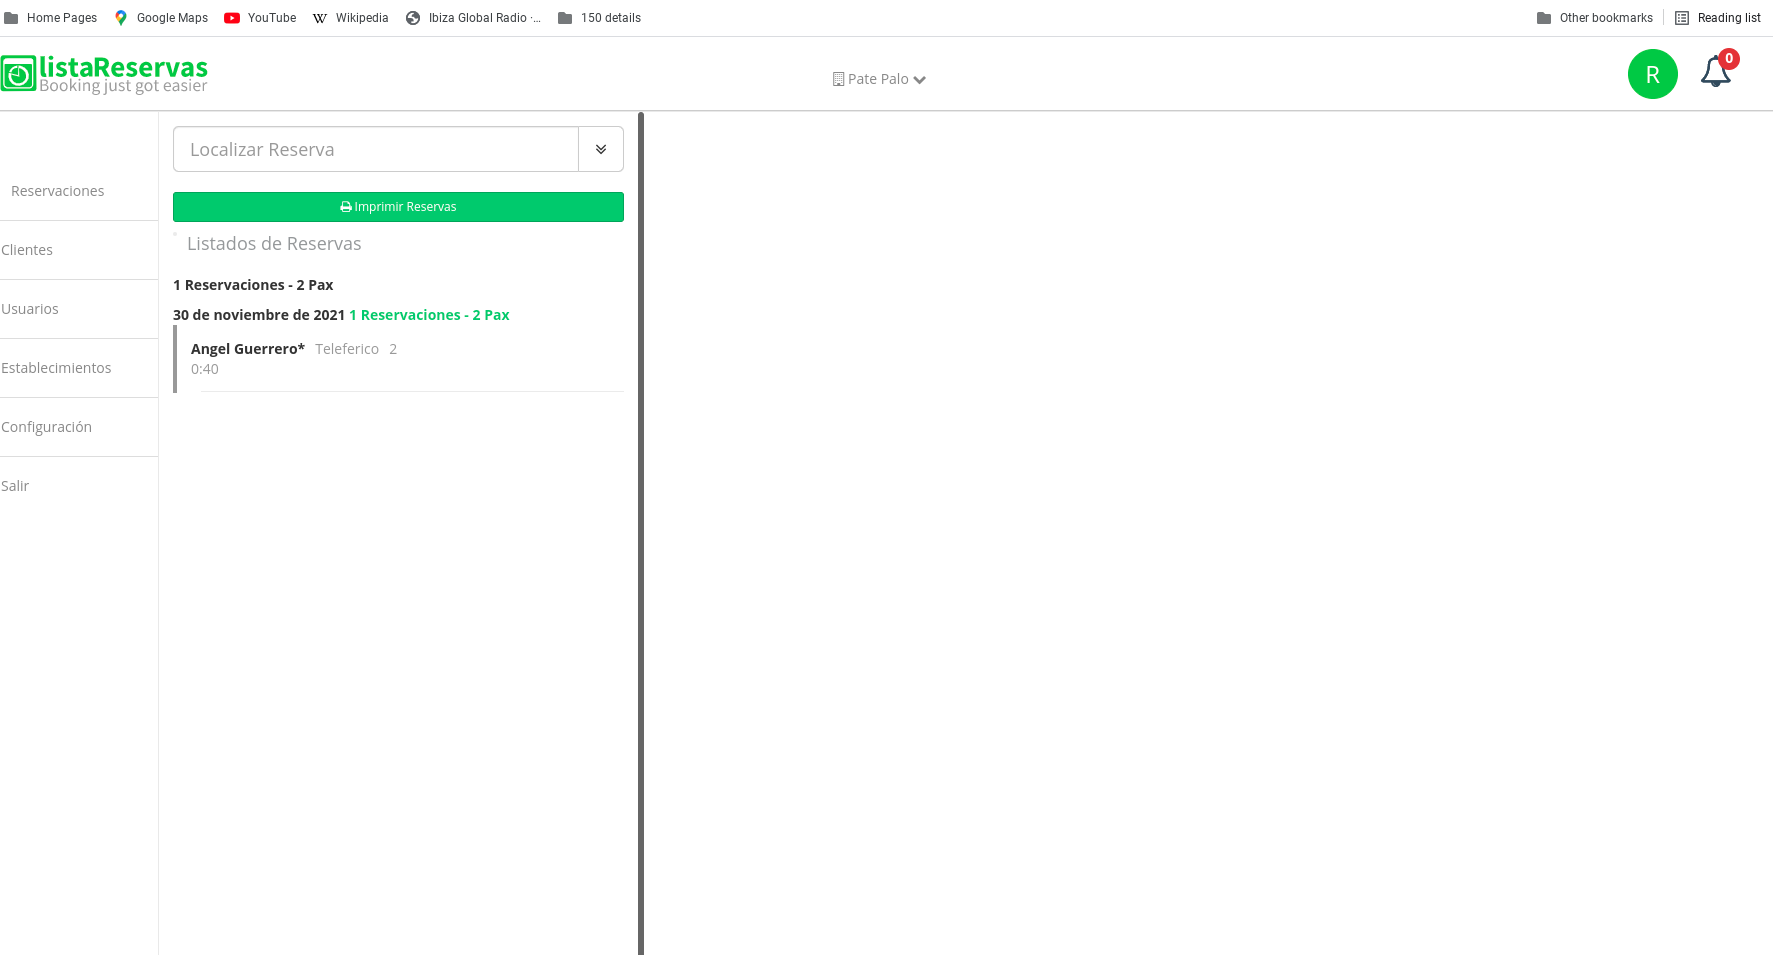 Home Pages Google Maps YouTube Wikipedia Ibiza Global Radio ·... 150 details Other bookmarks Reading list
listaReservas
Booking just got easier
Pate Palo
R
0
Localizar Reserva
Imprimir Reservas
Listados de Reservas
1 Reservaciones - 2 Pax
30 de noviembre de 2021 1 Reservaciones - 2 Pax
Angel Guerrero* Teleferico 2
0:40
Reservaciones
Clientes
Usuarios
Establecimientos
Configuración
Salir